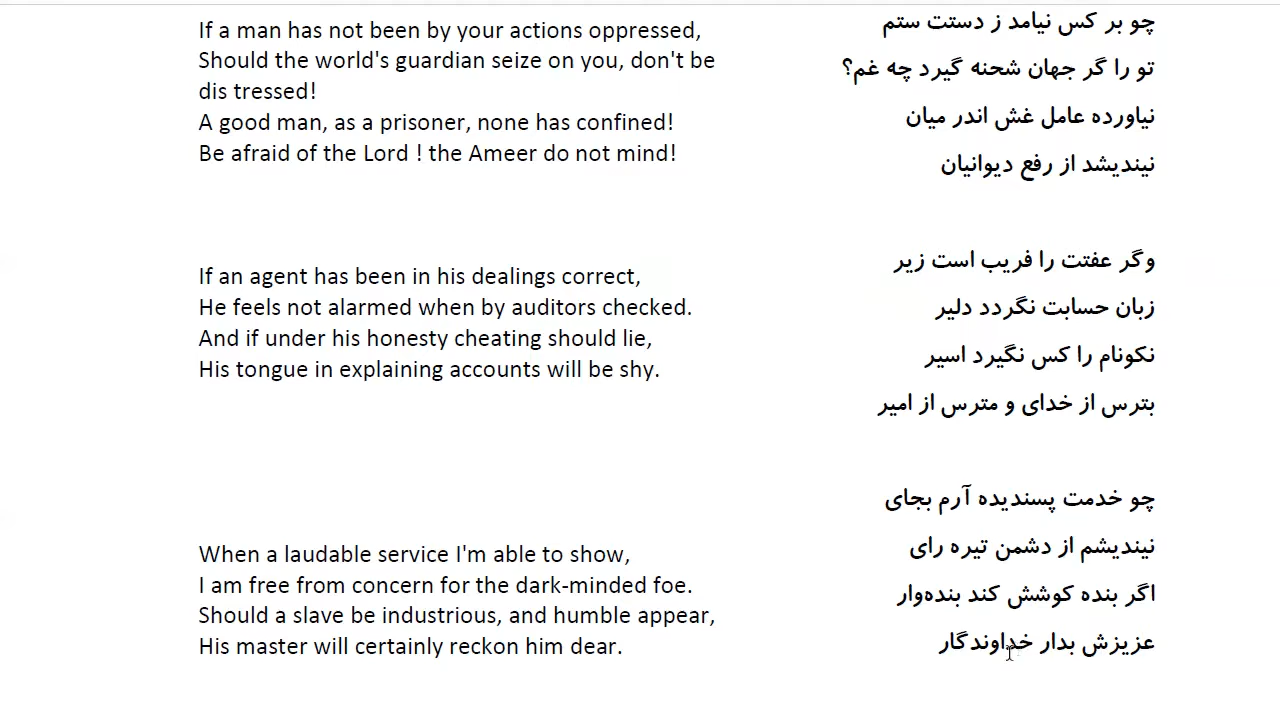 If a man has not been by your actions oppressed,
Should the world's guardian seize on you, don't be
dis tressed!
A good man, as a prisoner, none has confined!
Be afraid of the Lord ! the Ameer do not mind!
If an agent has been in his dealings correct,
He feels not alarmed when by auditors checked.
And if under his honesty cheating should lie,
His tongue in explaining accounts will be shy.
When a laudable service I'm able to show,
I am free from concern for the dark-minded foe.
Should a slave be industrious, and humble appear,
His master will certainly reckon him dear.
چو بر کس نیامد ز دستت ستم
تو را گر جهان شحنه گیرد چه غم؟
نیاورده عامل غش اندر میان
نیندیشد از رفع دیوانیان
وگر عفتت را فریب است زیر
زبان حسابت نگردد دلیر
نکونام را کس نگیرد اسیر
بترس از خدای و مترس از امیر
چو خدمت پسندیده آرم بجای
نیندیشم از دشمن تیره رای
اگر بنده کوشش کند بنده‌وار
عزیزش بدار خداوندگار